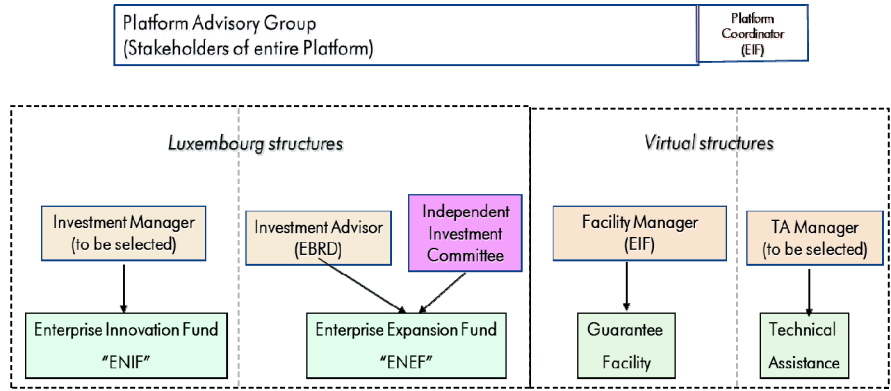 Platform Advisory Group
(Stakeholders of entire Platform)
Platform
Coordinator
(EIF)
Luxembourg structures
Virtual structures
Investment Manager
(to be selected)
Investment Advisor
(EBRD)
Independent
Investment
Committee
Facility Manager
(EIF)
TA Manager
(to be selected)
Enterprise Innovation Fund
“ENIF”
Enterprise Expansion Fund
“ENEF”
Guarantee
Facility
Technical
Assistance